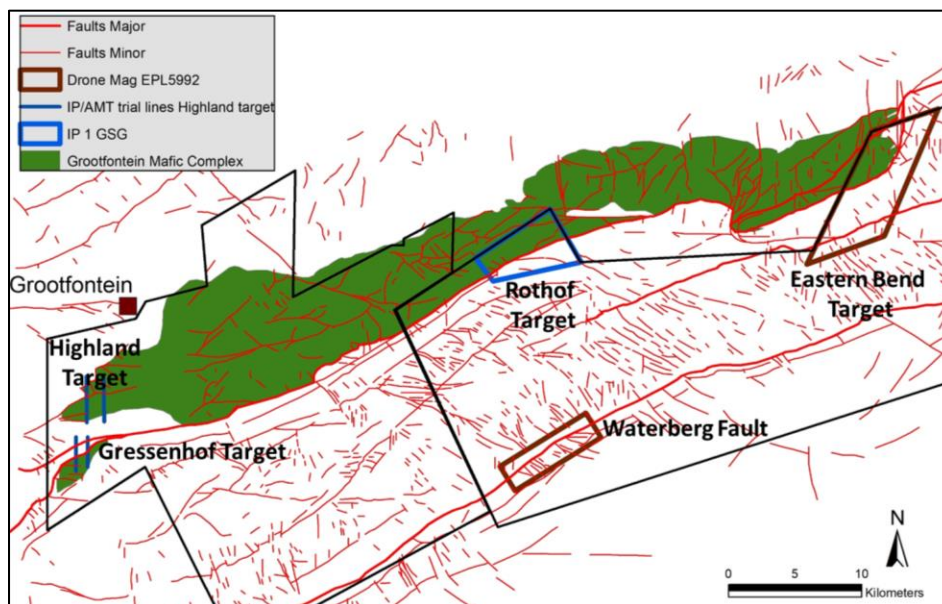 Faults Major
Faults Minor
Drone Mag EPL5992
IP/AMT trial lines Highland target
IP 1 GSG
Grootfontein Mafic Complex
Grootfontein
Highland
Target
Gressenhof Target
Rothof
Target
Eastern Bend
Target
Waterberg Fault
N
0 5 10
Kilometers